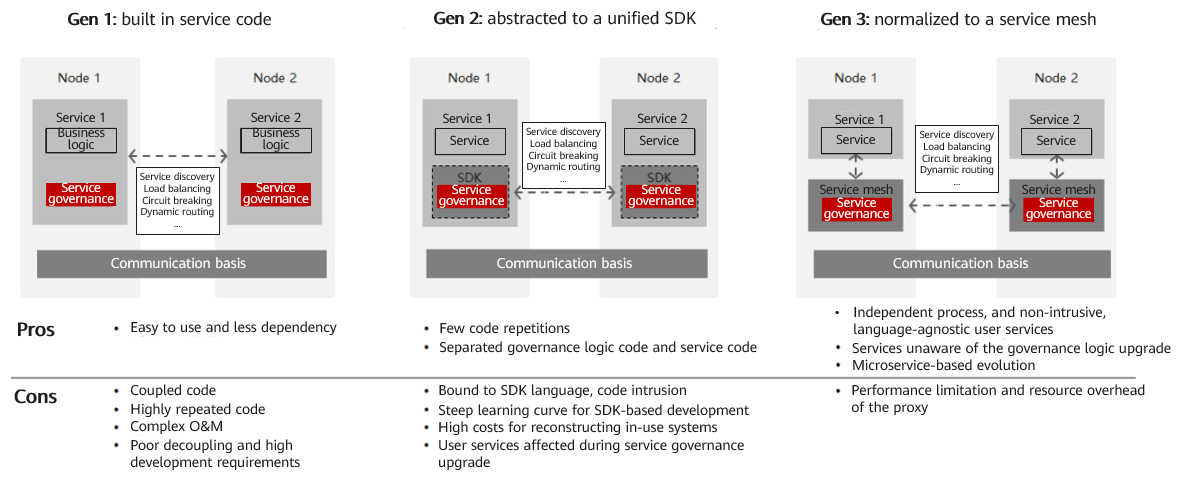 Gen 1: built in service code
Node 1
Node 2
Service 1
Business
logic
Service
governance
Service 2
Business
logic
Service
governance
Service discovery
Load balancing
Circuit breaking
Dynamic routing
...
Communication basis
Gen 2: abstracted to a unified SDK
Node 1
Node 2
Service 1
Service
SDK
Service
governance
Service 2
Service
SDK
Service
governance
Service discovery
Load balancing
Circuit breaking
Dynamic routing
...
Communication basis
Gen 3: normalized to a service mesh
Node 1
Node 2
Service 1
Service
Service mesh
Service
governance
Service 2
Service
Service mesh
Service
governance
Service discovery
Load balancing
Circuit breaking
Dynamic routing
...
Communication basis
Pros
• Easy to use and less dependency
• Few code repetitions
• Separated governance logic code and service code
• Independent process, and non-intrusive,
language-agnostic user services
• Services unaware of the governance logic upgrade
• Microservice-based evolution
Cons
• Coupled code
• Highly repeated code
• Complex O&M
• Poor decoupling and high
development requirements
• Bound to SDK language, code intrusion
• Steep learning curve for SDK-based development
• High costs for reconstructing in-use systems
• User services affected during service governance
upgrade
• Performance limitation and resource overhead
of the proxy